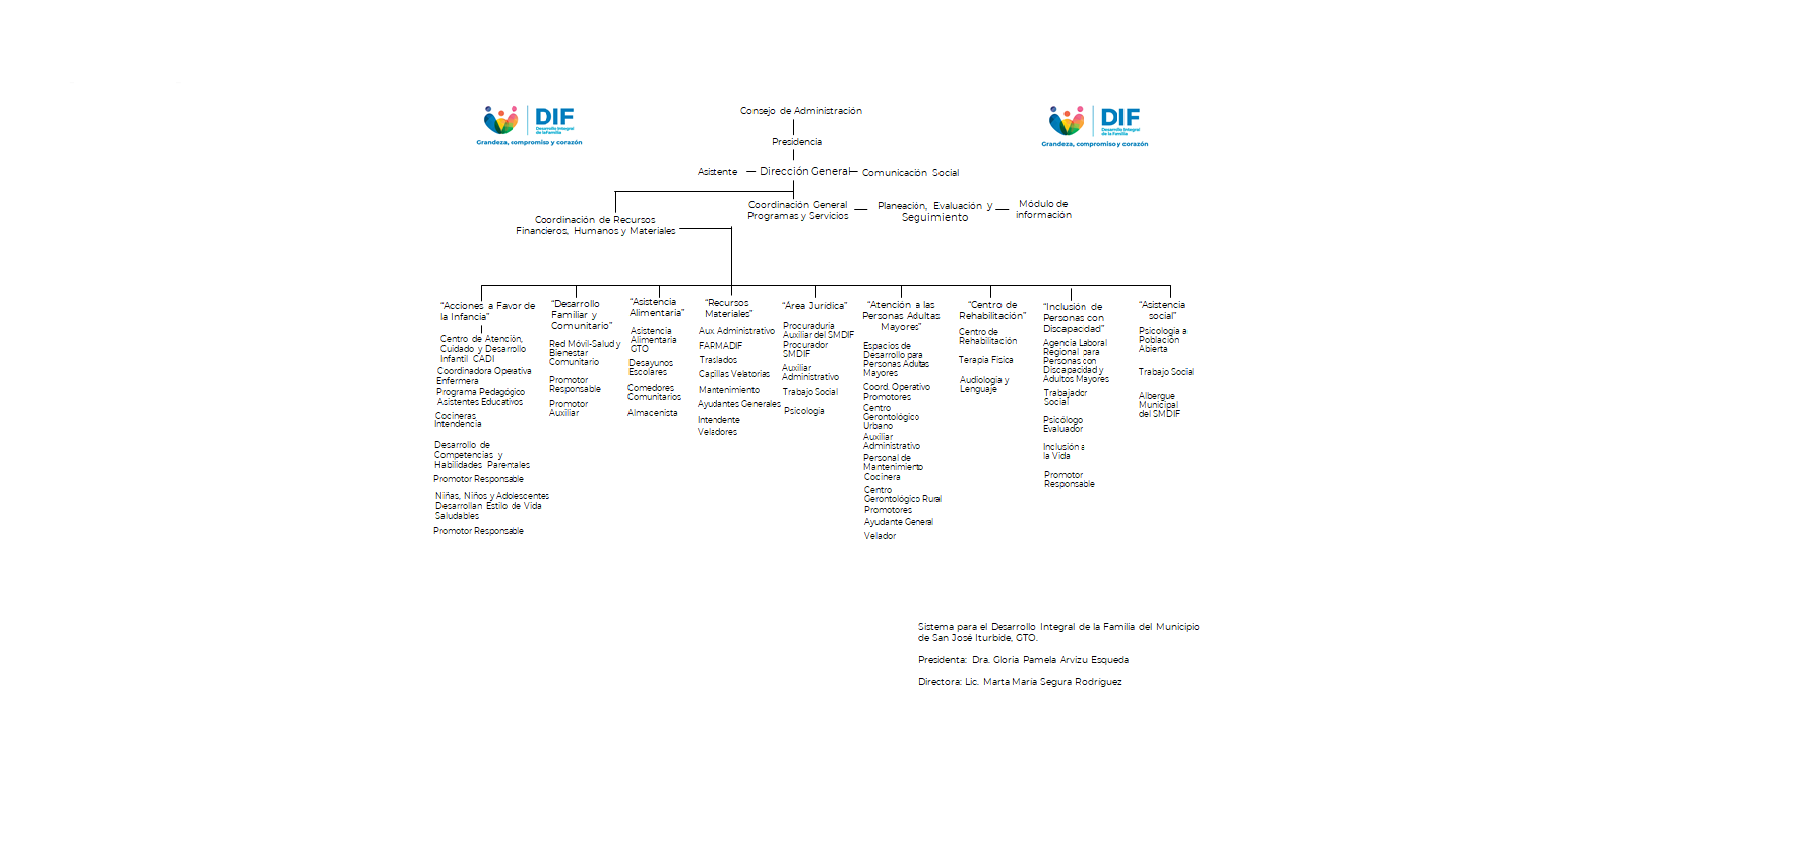 DIF
Desarrollo Integral
de la Familia
Grandeza, compromiso y corazón
Consejo de Administración
DIF
Desarrollo Integral
de la Familia
Grandeza, compromiso y corazón
Presidencia
Asistente
Dirección General
Comunicación Social
Coordinación General
Programas y Servicios
Planeación, Evaluación y
Seguimiento
Módulo de
información
Coordinación de Recursos
Financieros, Humanos y Materiales
“Acciones a Favor de
la Infancia”
Centro de Atención,
Cuidado y Desarrollo
Infantil CADI
Coordinadora Operativa
Enfermera
Programa Pedagógico
Asistentes Educativos
Cocineras
Intendencia
Desarrollo de
Competencias y
Habilidades Parentales
Promotor Responsable
Niñas, Niños y Adolescentes
Desarrollan Estilo de Vida
Saludables
Promotor Responsable
“Desarrollo
Familiar y
Comunitario”
Red Móvil-Salud y
Bienestar
Comunitario
Promotor
Responsable
Promotor
Auxiliar
“Asistencia
Alimentaria”
Asistencia
Alimentaria
GTO
Desayunos
Escolares
Comedores
Comunitarios
Almacenista
“Recursos
Materiales”
Aux Administrativo
FARMADIF
Traslados
Capillas Velatorias
Mantenimiento
Ayudantes Generales
Intendente
Veladores
“Área Jurídica”
Procuraduría
Auxiliar del SMDIF
Procurador
SMDIF
Auxiliar
Administrativo
Trabajo Social
Psicología
“Atención a las
Personas Adultas
Mayores”
Espacios de
Desarrollo para
Personas Adultas
Mayores
Coord. Operativo
Promotores
Centro
Gerontológico
Urbano
Auxiliar
Administrativo
Personal de
Mantenimiento
Cocinera
Centro
Gerontológico Rural
Promotores
Ayudante General
Velador
“Centro de
Rehabilitación”
Centro de
Rehabilitación
Terapia Física
Audiología y
Lenguaje
“Inclusión de
Personas con
Discapacidad”
Agencia Laboral
Regional para
Personas con
Discapacidad y
Adultos Mayores
Trabajador
Social
Psicólogo
Evaluador
Inclusión a
la Vida
Promotor
Responsable
“Asistencia
social”
Psicología a
Población
Abierta
Trabajo Social
Albergue
Municipal
del SMDIF
Sistema para el Desarrollo Integral de la Familia del Municipio
de San José Iturbide, GTO.
Presidenta: Dra. Gloria Pamela Arvizu Esqueda
Directora: Lic. Marta María Segura Rodríguez